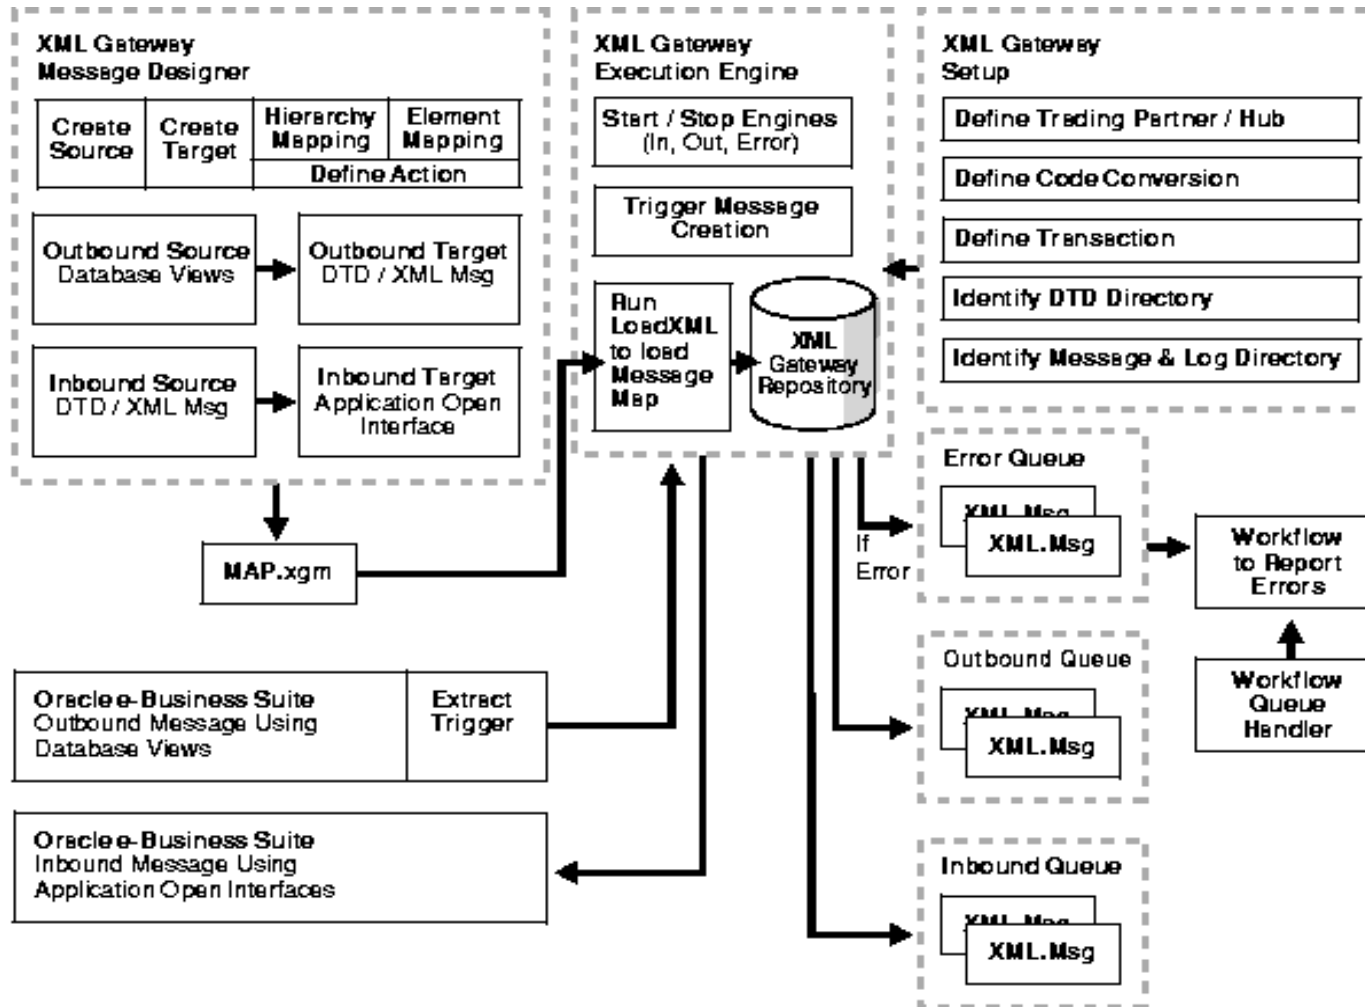 XML Gateway
Message Designer
Create
Source
Create
Target
Hierarchy
Mapping
Element
Mapping
Define Action
Outbound Source
Database Views
Outbound Target
DTD / XML Msg
Inbound Source
DTD / XML Msg
Inbound Target
Application Open
Interface
MAP.xgm
XML Gateway
Execution Engine
Start / Stop Engines
(In, Out, Error)
Trigger Message
Creation
Run
LoadXML
to load
Message
Map
XML
Gateway
Repository
XML Gateway
Setup
Define Trading Partner / Hub
Define Code Conversion
Define Transaction
Identify DTD Directory
Identify Message & Log Directory
If
Error
Error Queue
XML.Msg
XML.Msg
Workflow
to Report
Errors
Workflow
Queue
Handler
Outbound Queue
XML.Msg
XML.Msg
Inbound Queue
XML.Msg
XML.Msg
Oracle e-Business Suite
Outbound Message Using
Database Views
Extract
Trigger
Oracle e-Business Suite
Inbound Message Using
Application Open Interfaces